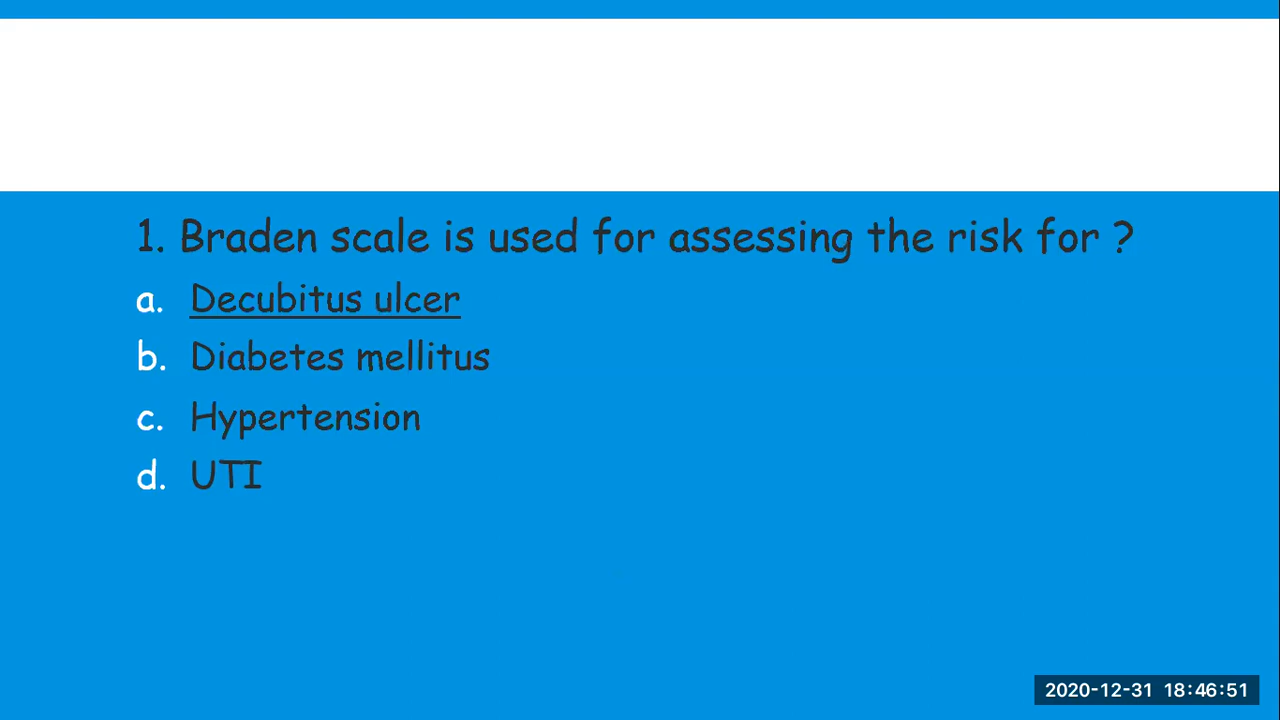 1. Braden scale is used for assessing the risk for ?
a. Decubitus ulcer
b. Diabetes mellitus
c. Hypertension
d. UTI
2020-12-31 18:46:51